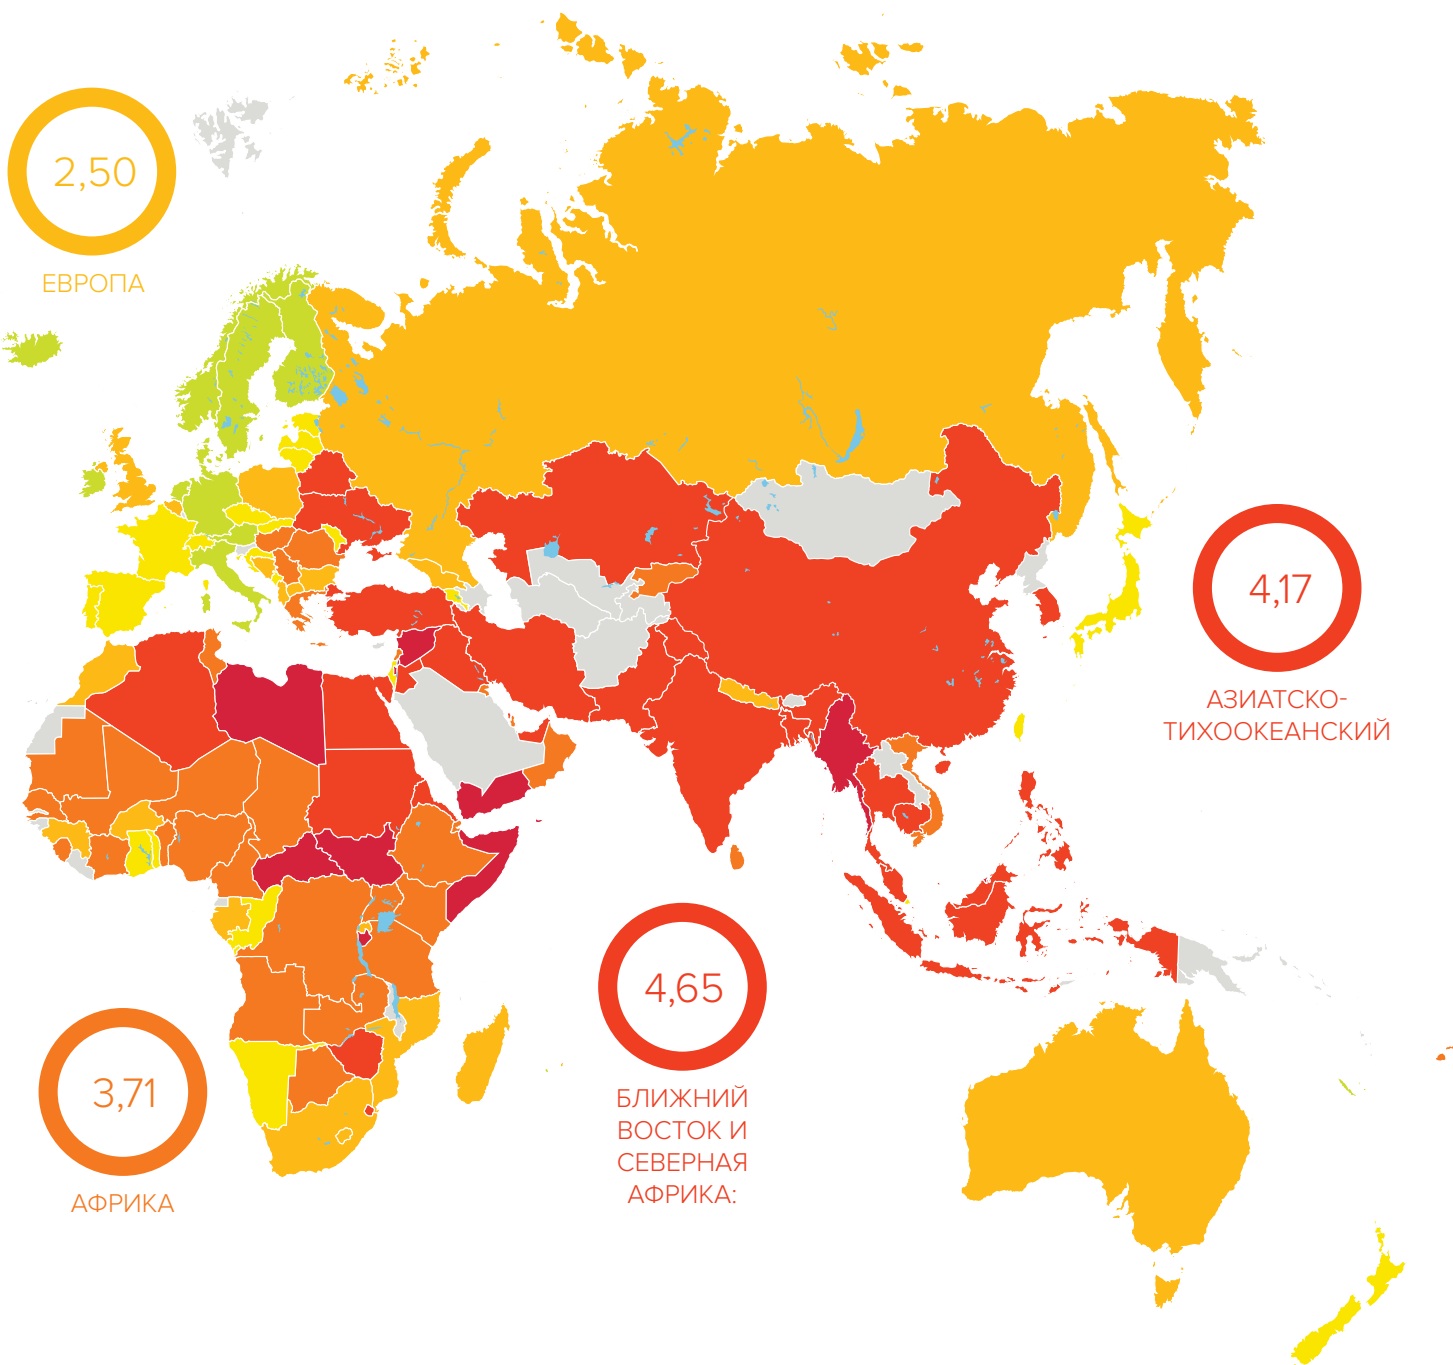 2,50
ЕВРОПА
4,17
АЗИАТСКО-
ТИХООКЕАНСКИЙ
4,65
БЛИЖНИЙ
ВОСТОК И
СЕВЕРНАЯ
АФРИКА:
3,71
АФРИКА